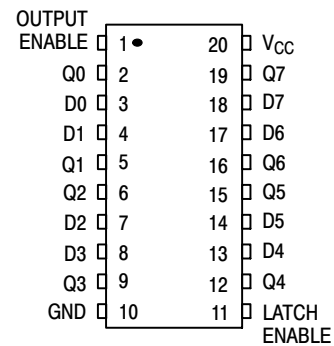 OUTPUT
ENABLE 1 20 VCC
Q0 2 19 Q7
D0 3 18 D7
D1 4 17 D6
Q1 5 16 Q6
Q2 6 15 Q5
D2 7 14 D5
D3 8 13 D4
Q3 9 12 Q4
GND 10 11 LATCH
ENABLE